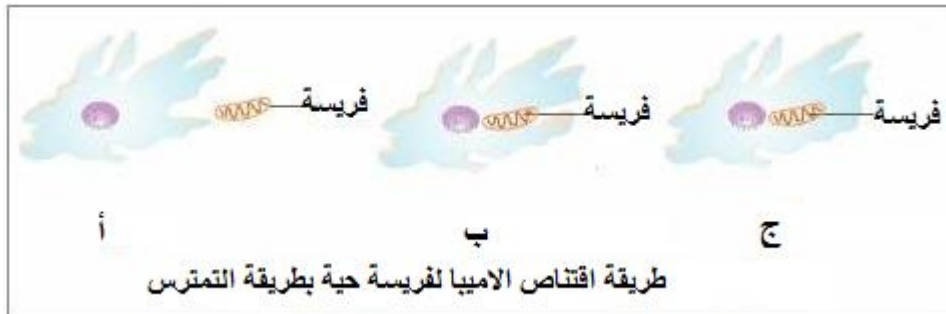 فريسة
فريسة
فريسة
أ
ب
ج
طريقة اقتناص الاميبا لفريسة حية بطريقة التمترس